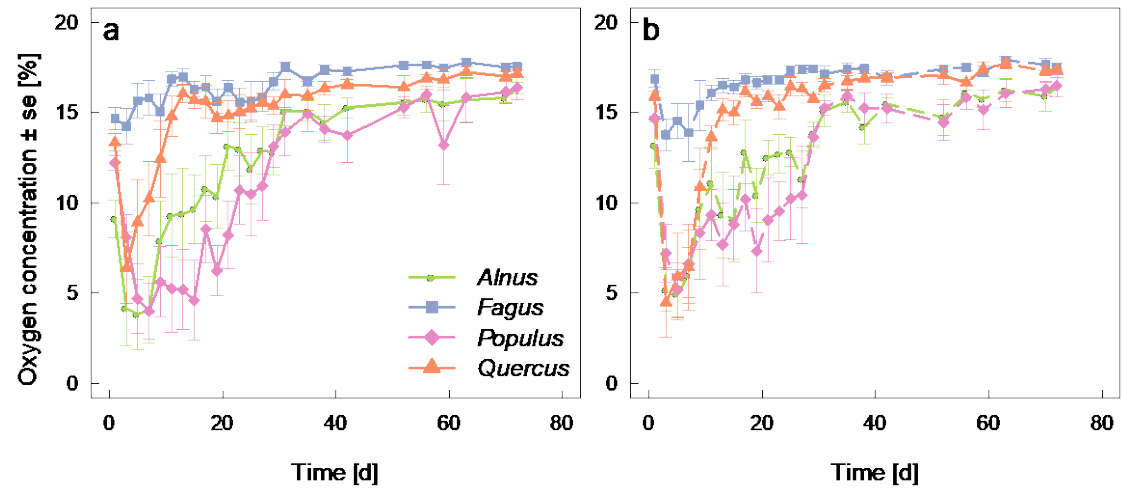 a
b
20
15
10
5
0
20
15
10
5
0
Oxygen concentration ± se [%]
Alnus
Fagus
Populus
Quercus
0 20 40 60 80
0 20 40 60 80
Time [d]
Time [d]